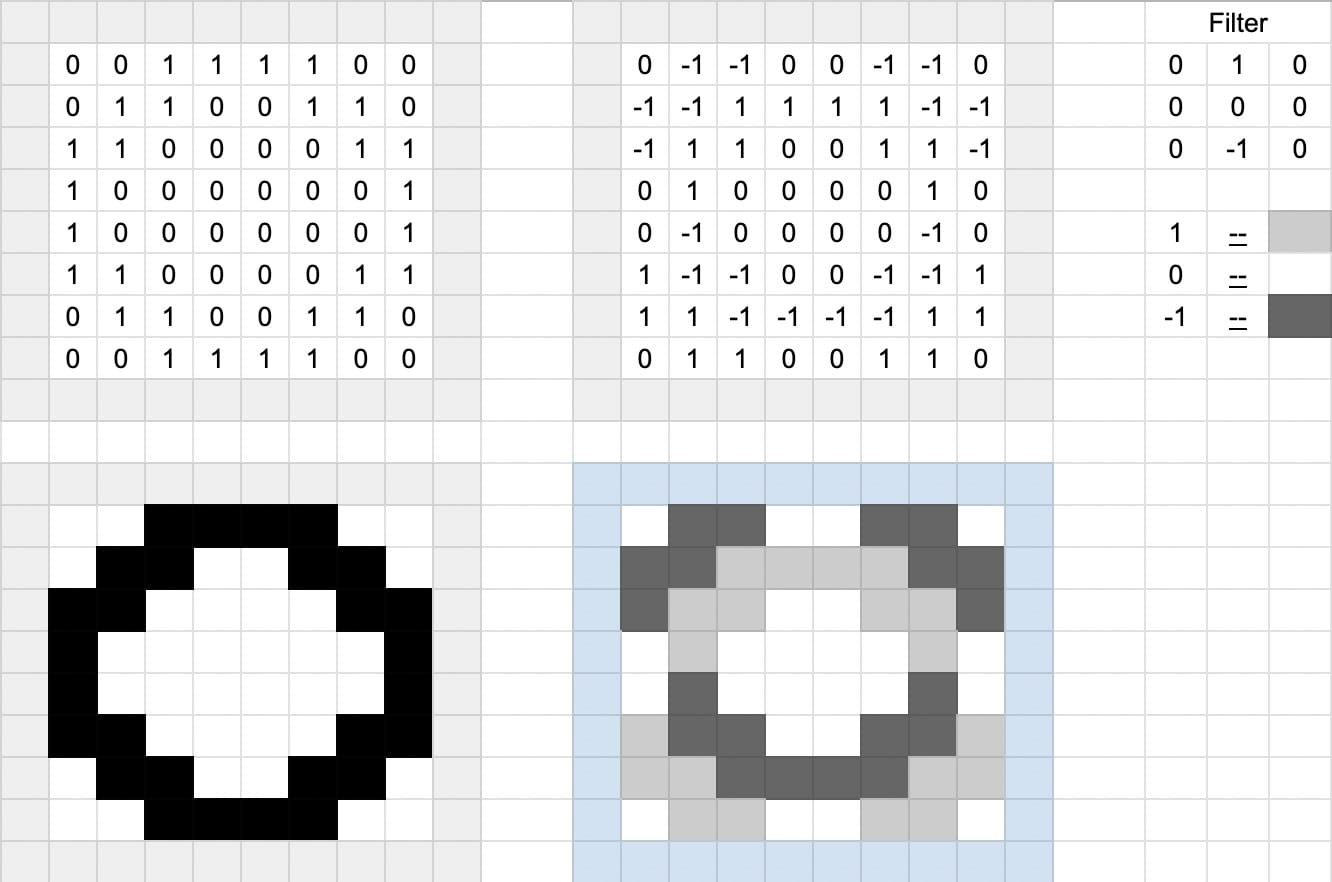 Filter
0 0 1 1 1 1 0 0 0 -1 -1 0 0 -1 -1 0 0 1 0
0 1 1 0 0 1 1 0 -1 -1 1 1 1 1 -1 -1 0 0 0
1 1 0 0 0 0 1 1 -1 1 1 0 0 1 1 -1 0 -1 0
1 0 0 0 0 0 0 1 0 1 0 0 0 0 1 0
1 0 0 0 0 0 0 1 0 -1 0 0 0 0 -1 0 1 --
1 1 0 0 0 0 1 1 1 -1 -1 0 0 -1 -1 1 0 --
0 1 1 0 0 1 1 0 1 1 -1 -1 -1 -1 1 1 -1 --
0 0 1 1 1 1 0 0 0 1 1 0 0 1 1 0